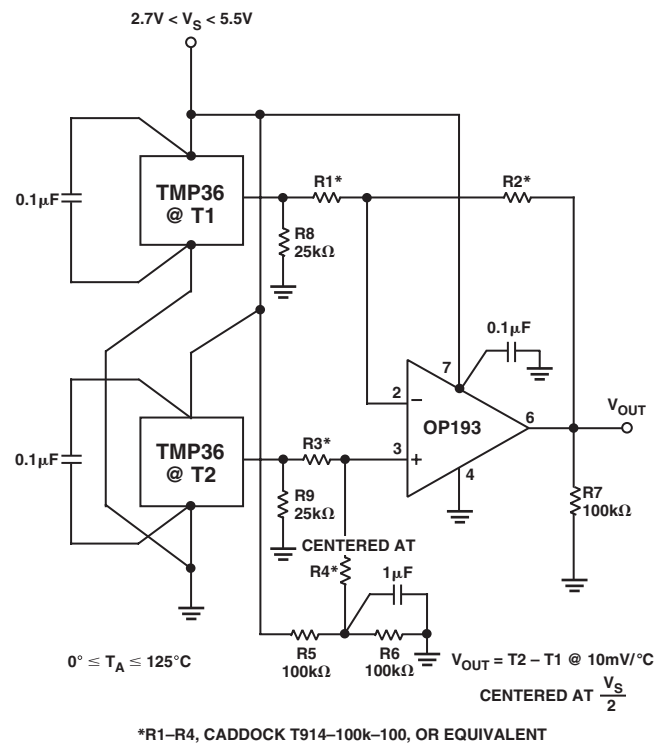 2.7V < VS < 5.5V
0.1µF
TMP36
@ T1
R1*
R2*
R8
25kΩ
0.1µF
7
2
−
OP193
6
VOUT
3
+
4
0.1µF
TMP36
@ T2
R3*
R9
25kΩ
R7
100kΩ
CENTERED AT
R4*
1µF
R5
100kΩ
R6
100kΩ
0° ≤ TA ≤ 125°C
VOUT = T2 – T1 @ 10mV/°C
CENTERED AT VS/2
*R1–R4, CADDOCK T914–100k–100, OR EQUIVALENT